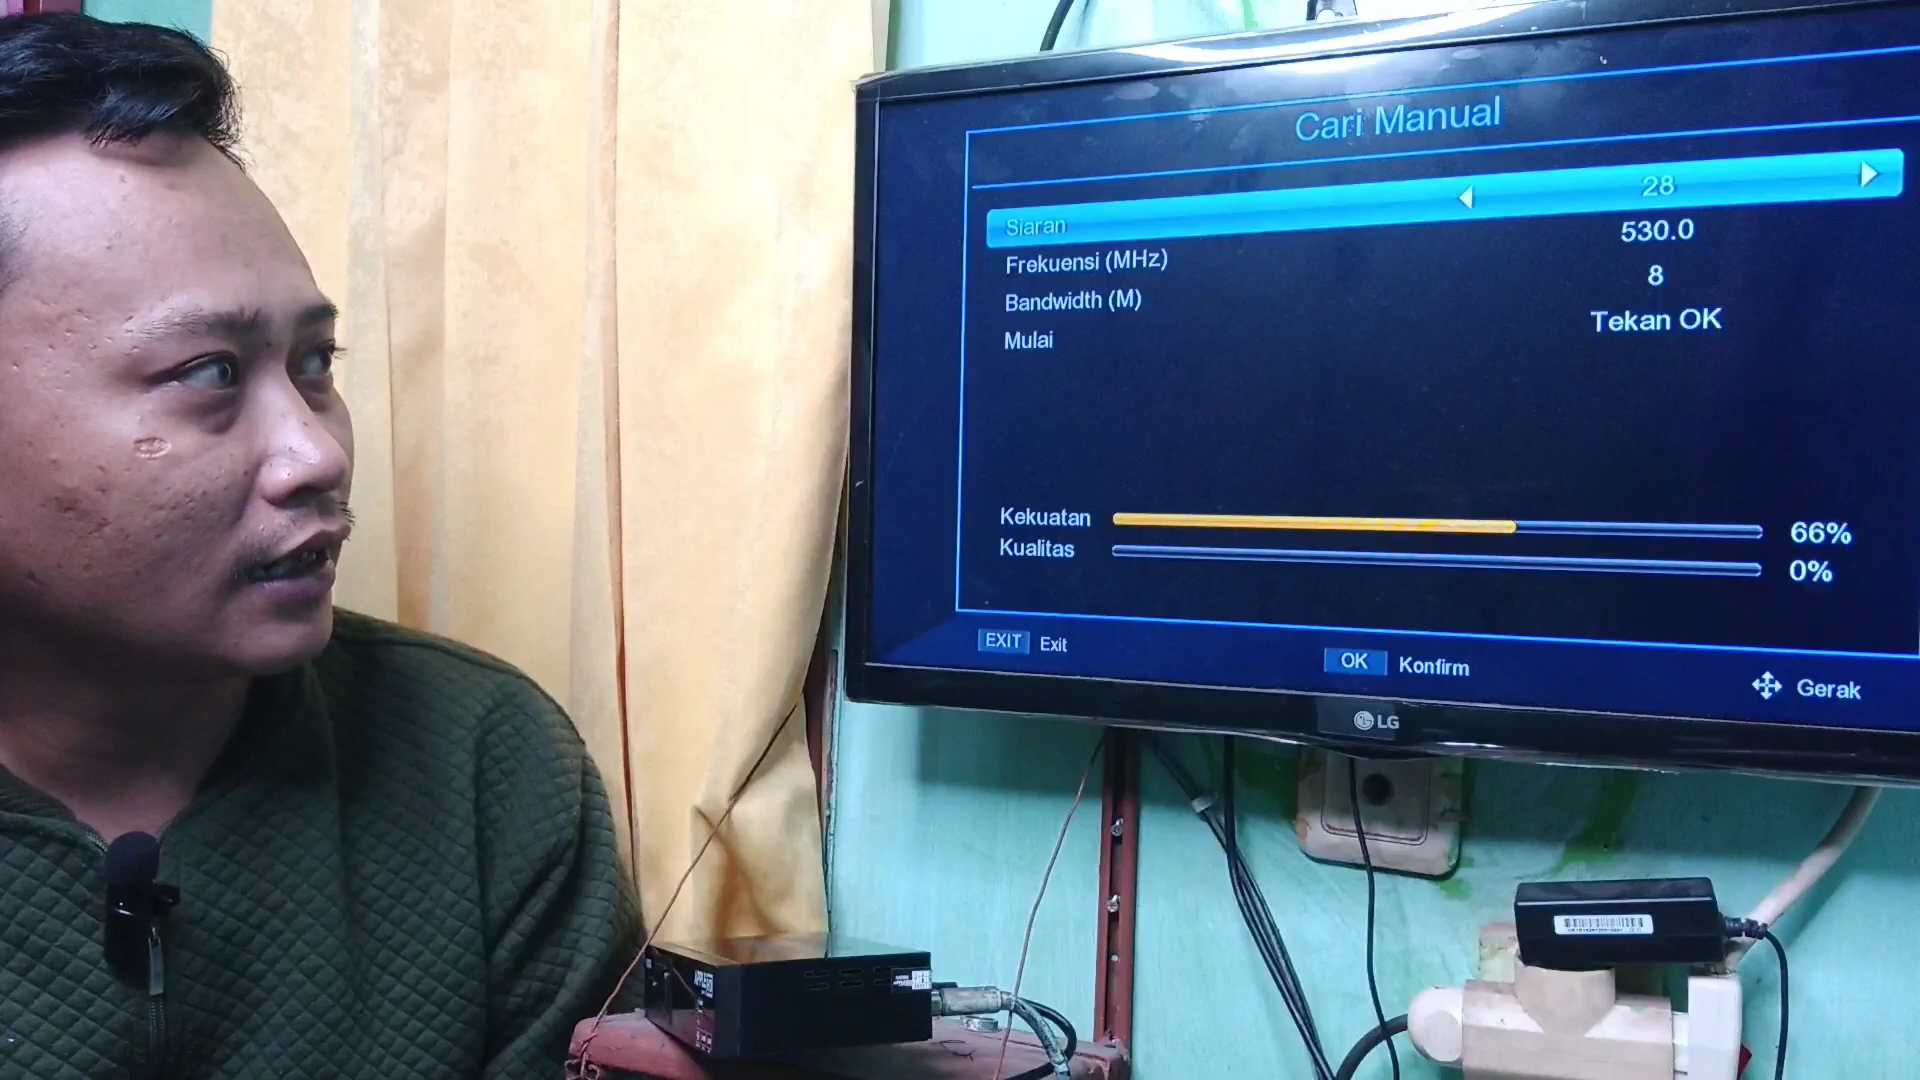 Cari Manual
Siaran 28
Frekuensi (MHz) 530.0
Bandwidth (M) 8
Mulai Tekan OK
Kekuatan 66%
Kualitas 0%
EXIT Exit OK Konfirm Gerak
LG